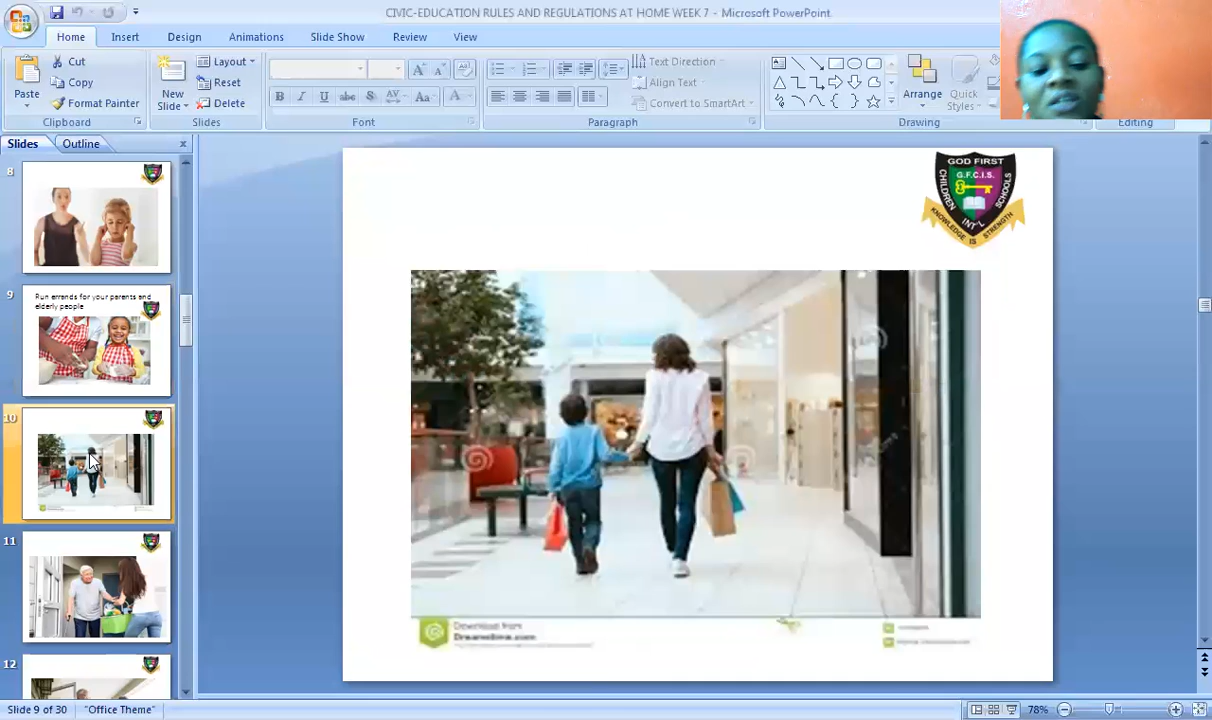 CIVIC-EDUCATION RULES AND REGULATIONS AT HOME WEEK 7 - Microsoft PowerPoint
Home Insert Design Animations Slide Show Review View
Paste
Cut
Copy
Format Painter
Clipboard
New
Slide
Layout
Reset
Delete
Slides
B I U abc S AV Aa A
Font
Text Direction
Align Text
Convert to SmartArt
Paragraph
Arrange
Quick
Styles
Drawing
Editing
Slides Outline
8
9
Run errands for your parents and
elderly people
10
11
12
GOD FIRST
G.F.C.I.S.
CHILDREN
SCHOOLS
INT'L
KNOWLEDGE IS STRENGTH
Download from
Dreamstime.com
Slide 9 of 30 "Office Theme" 78%